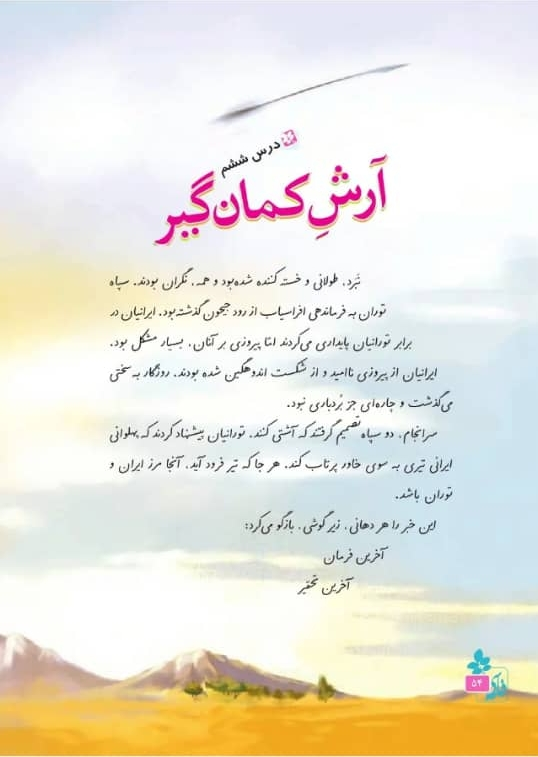 درس ششم
آرشِ کمان‌گیر
نَبَرد، طولانی و خسته کننده شده‌بود و همه، نگران بودند. سپاه
توران به فرماندهی افراسیاب از رود جیحون گذشته‌بود. ایرانیان در
برابر تورانیان پایداری می‌کردند امّا پیروزی بر آنان، بسیار مشکل بود.
ایرانیان از پیروزی ناامید و از شکست اندوهگین شده بودند. روزگار به سختی
می‌گذشت و چاره‌ای جز بُردباری نبود.
سرانجام، دو سپاه تصمیم گرفتند که آشتی کنند. تورانیان پیشنهاد کردند که پهلوانی
ایرانی تیری به سوی خاور پرتاب کند. هر جا که تیر فرود آید، آنجا مرز ایران و
توران باشد.
این خبر را هر دهانی، زیر گوشی، بازگو می‌کرد:
آخرین فرمان
آخرین تحقیر
۵۴